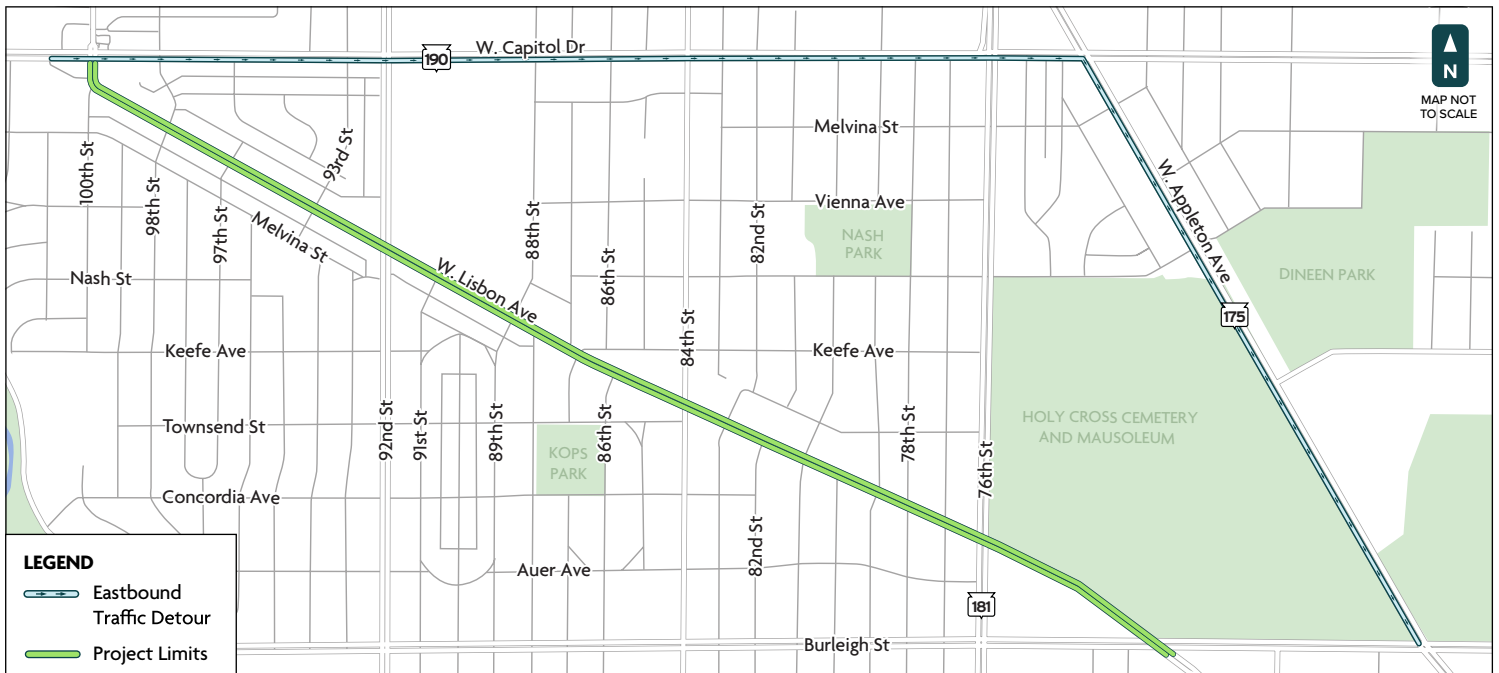 W. Capitol Dr
190
N
MAP NOT
TO SCALE
Melvina St
93rd St
100th St
98th St
97th St
Melvina St
88th St
82nd St
Vienna Ave
W. Appleton Ave
NASH
PARK
DINEEN PARK
Nash St
W. Lisbon Ave
86th St
175
84th St
Keefe Ave
Keefe Ave
Townsend St
92nd St
91st St
89th St
86th St
78th St
76th St
HOLY CROSS CEMETERY
AND MAUSOLEUM
KOPS
PARK
Concordia Ave
82nd St
Auer Ave
181
Burleigh St
LEGEND
Eastbound
Traffic Detour
Project Limits